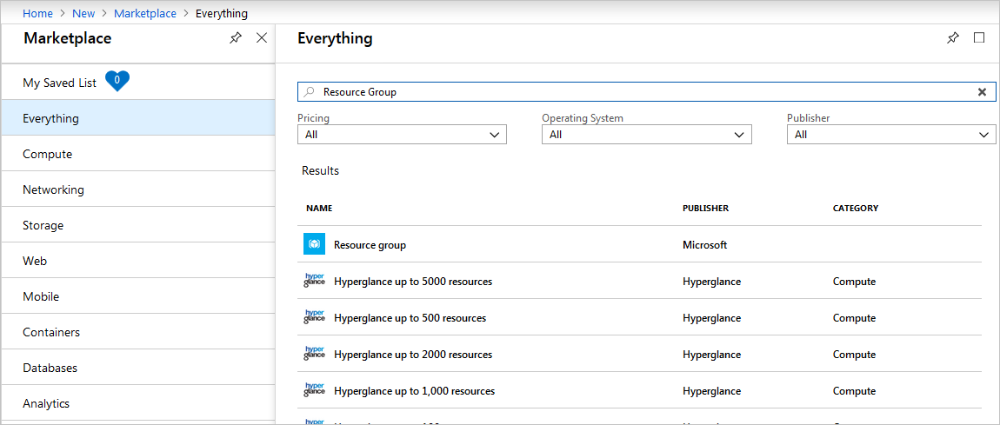 Home > New > Marketplace > Everything
Marketplace
My Saved List 0
Everything
Compute
Networking
Storage
Web
Mobile
Containers
Databases
Analytics
Everything
Resource Group
Pricing Operating System Publisher
All All All
Results
NAME PUBLISHER CATEGORY
Resource group Microsoft
hyper glance Hyperglance up to 5000 resources Hyperglance Compute
hyper glance Hyperglance up to 500 resources Hyperglance Compute
hyper glance Hyperglance up to 2000 resources Hyperglance Compute
hyper glance Hyperglance up to 1,000 resources Hyperglance Compute